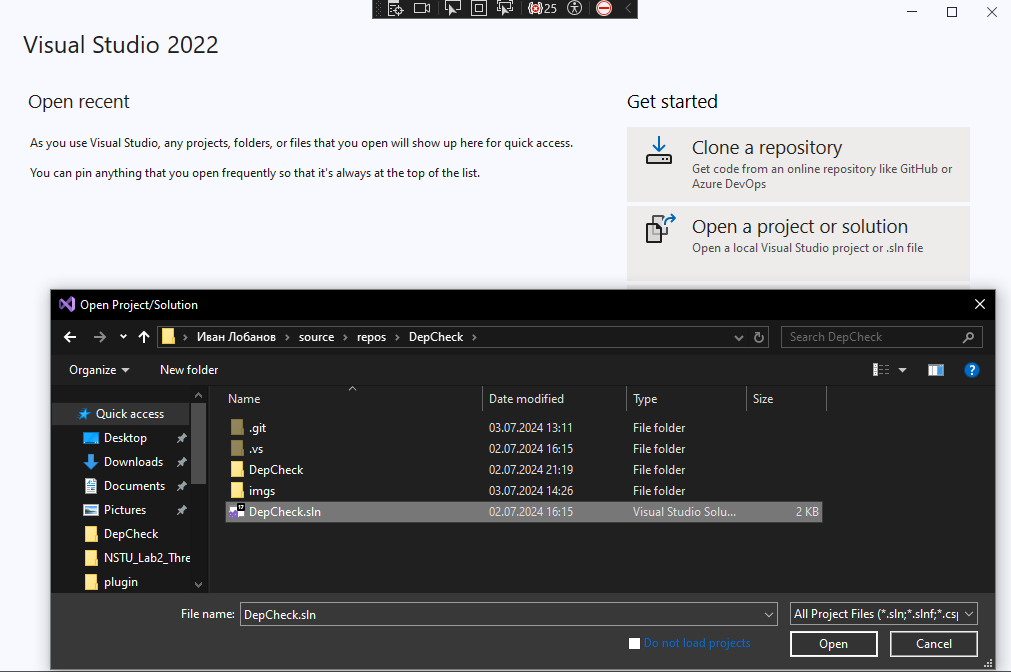 25
Visual Studio 2022
Open recent
As you use Visual Studio, any projects, folders, or files that you open will show up here for quick access.
You can pin anything that you open frequently so that it's always at the top of the list.
Get started
Clone a repository
Get code from an online repository like GitHub or
Azure DevOps
Open a project or solution
Open a local Visual Studio project or .sln file
Open Project/Solution
Иван Лобанов › source › repos › DepCheck ›
Search DepCheck
Organize
New folder
Quick access
Desktop
Downloads
Documents
Pictures
DepCheck
NSTU_Lab2_Thre
plugin
Name Date modified Type Size
.git 03.07.2024 13:11 File folder
.vs 02.07.2024 16:15 File folder
DepCheck 02.07.2024 21:19 File folder
imgs 03.07.2024 14:26 File folder
DepCheck.sln 02.07.2024 16:15 Visual Studio Solu... 2 KB
File name: DepCheck.sln
All Project Files (*.sln;*.slnf;*.csp
Do not load projects
Open
Cancel